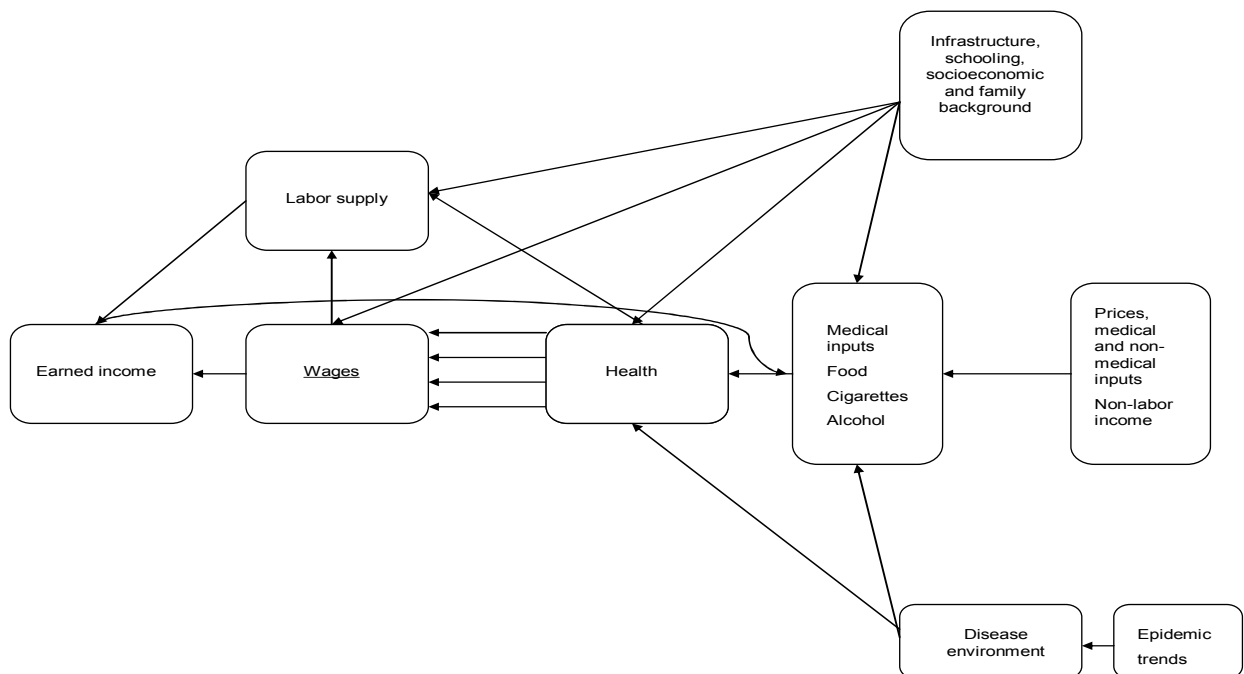 Infrastructure,
schooling,
socioeconomic
and family
background
Labor supply
Earned income
Wages
Health
Medical
inputs
Food
Cigarettes
Alcohol
Prices,
medical
and non-
medical
inputs
Non-labor
income
Disease
environment
Epidemic
trends